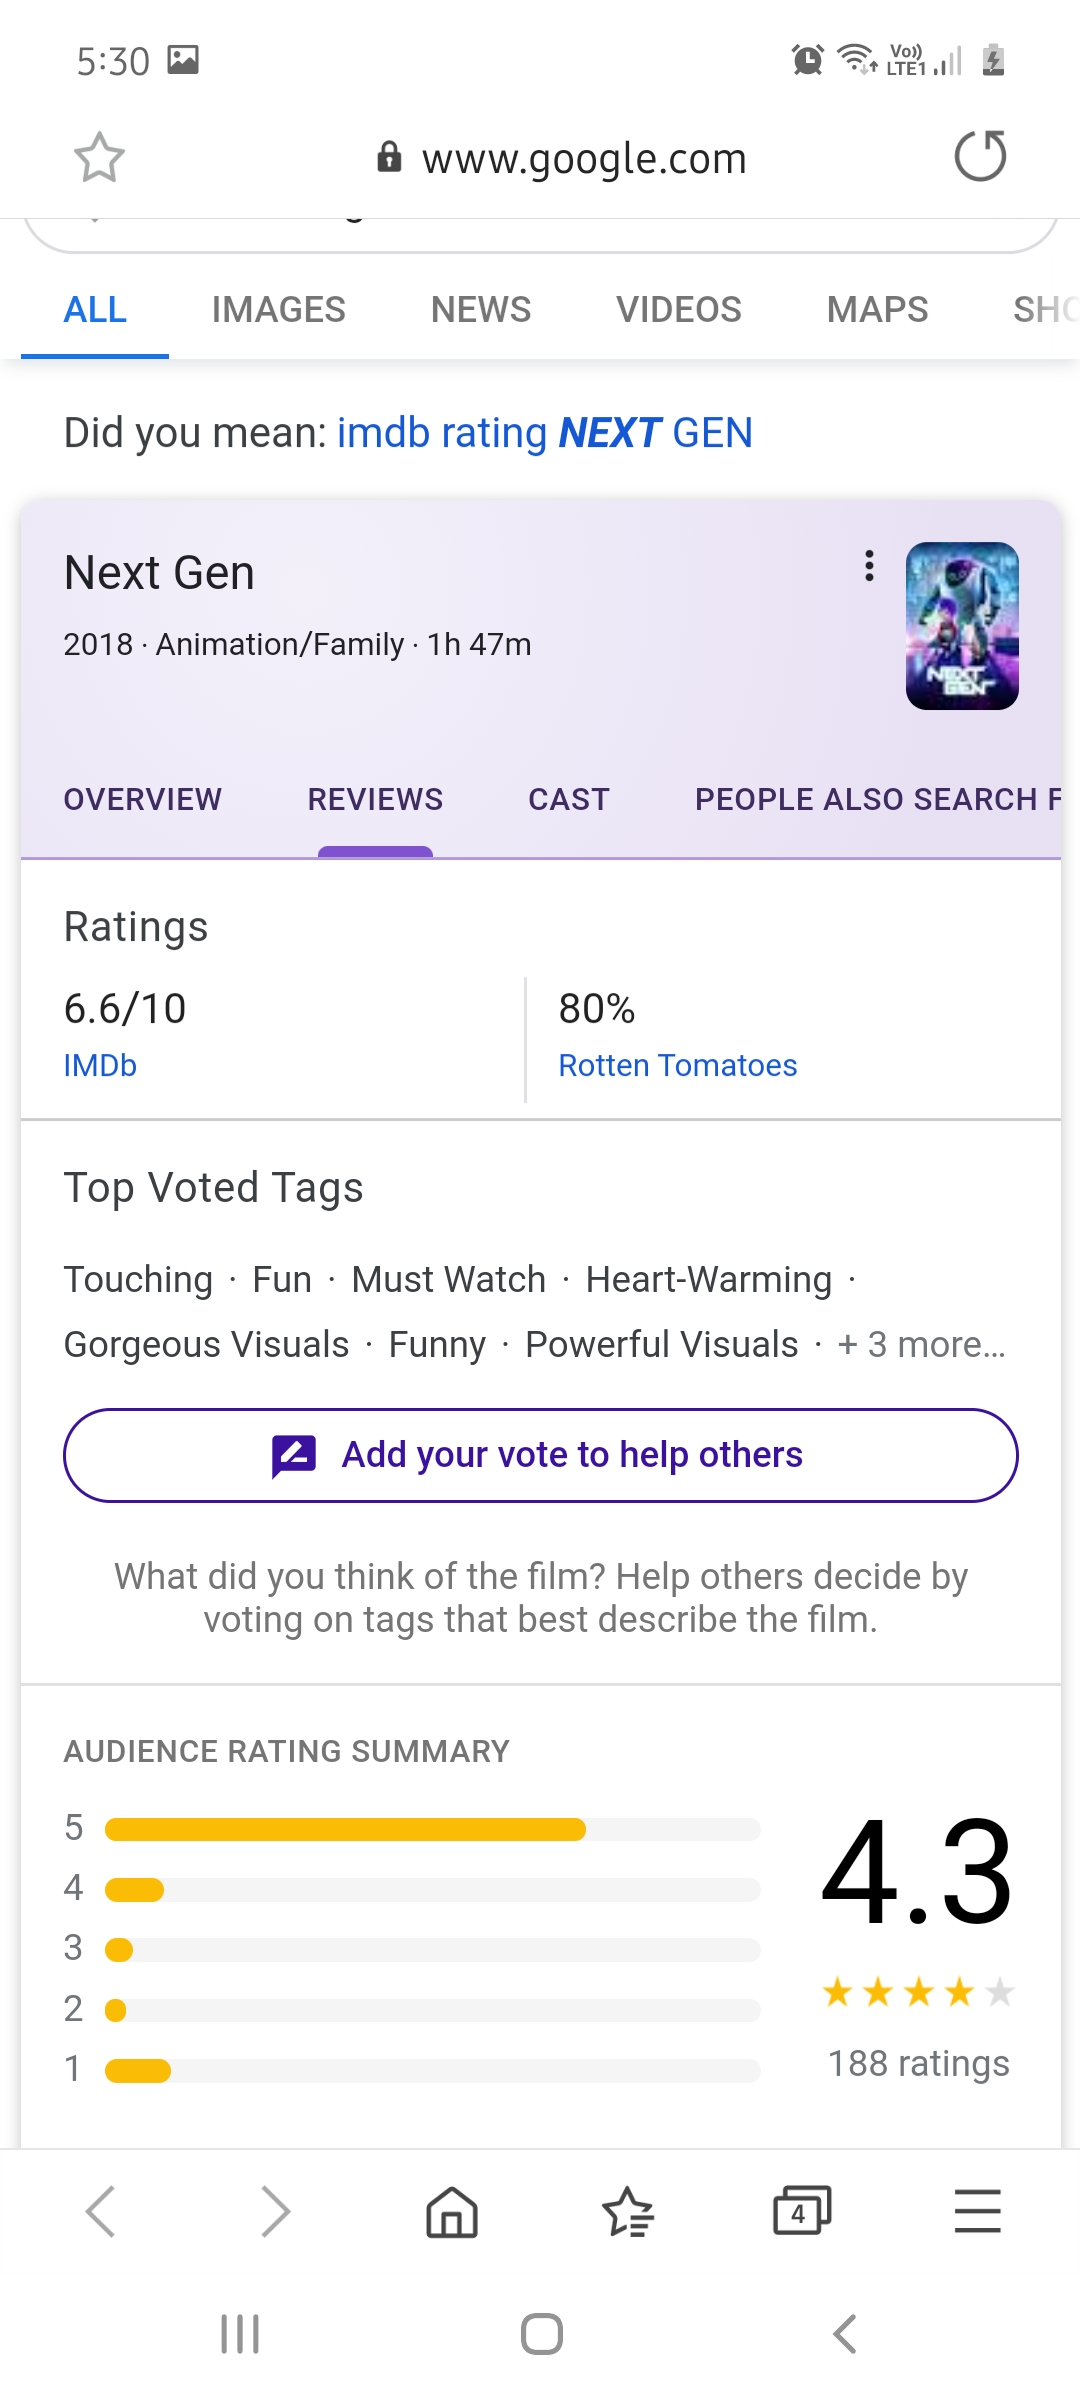 5:30
Vo))
LTE1
www.google.com
ALL IMAGES NEWS VIDEOS MAPS SHO
Did you mean: imdb rating NEXT GEN
Next Gen
2018 · Animation/Family · 1h 47m
NEXT
GEN
OVERVIEW REVIEWS CAST PEOPLE ALSO SEARCH F
Ratings
6.6/10 80%
IMDb Rotten Tomatoes
Top Voted Tags
Touching · Fun · Must Watch · Heart-Warming ·
Gorgeous Visuals · Funny · Powerful Visuals · + 3 more...
Add your vote to help others
What did you think of the film? Help others decide by
voting on tags that best describe the film.
AUDIENCE RATING SUMMARY
5
4
3
2
1
4.3
188 ratings
4